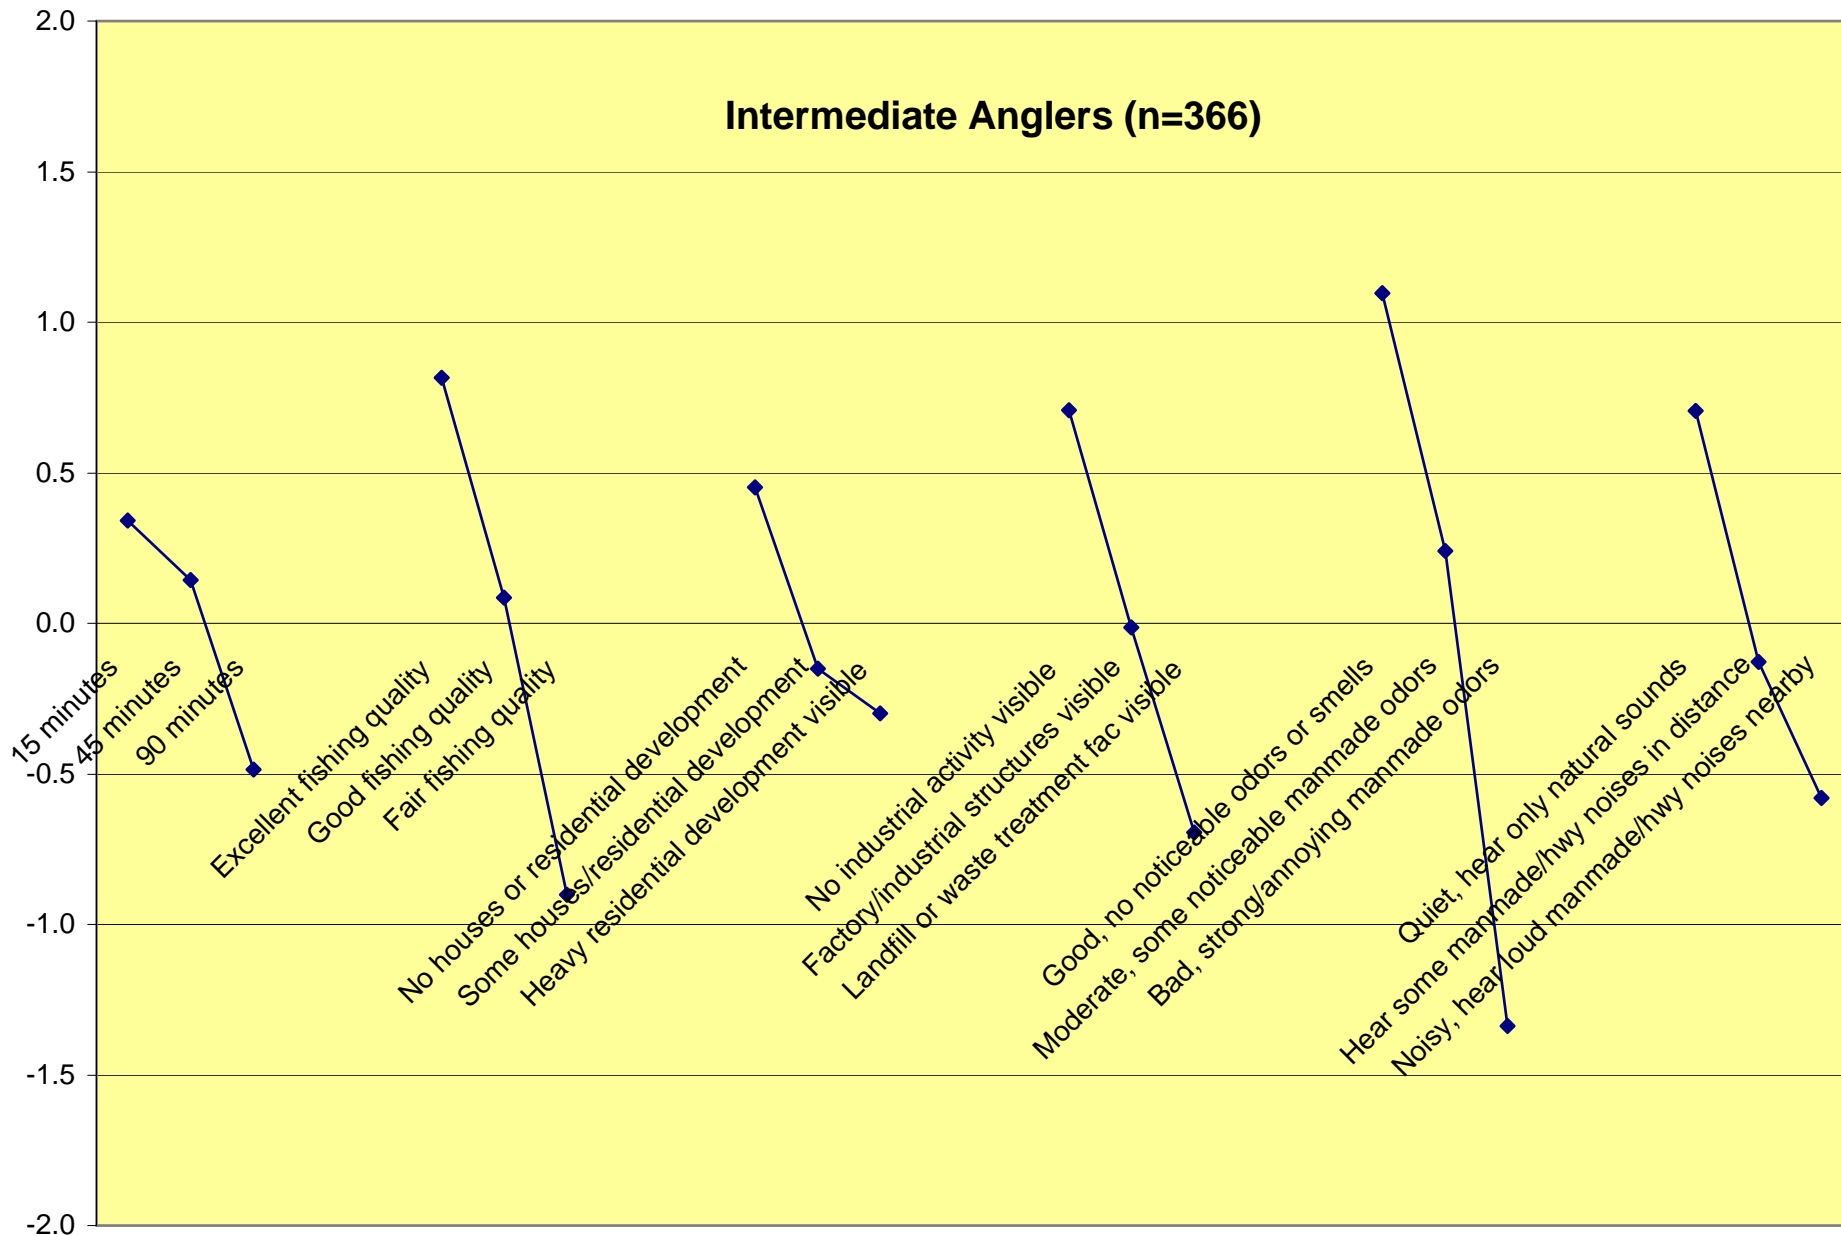 Intermediate Anglers (n=366)
2.0
1.5
1.0
0.5
0.0
-0.5
-1.0
-1.5
-2.0
15 minutes
45 minutes
90 minutes
Excellent fishing quality
Good fishing quality
Fair fishing quality
No houses or residential development
Some houses/residential development
Heavy residential development visible
No industrial activity visible
Factory/industrial structures visible
Landfill or waste treatment fac visible
Good, no noticeable odors or smells
Moderate, some noticeable manmade odors
Bad, strong/annoying manmade odors
Quiet, hear only natural sounds
Hear some manmade/hwy noises in distance
Noisy, hear loud manmade/hwy noises nearby